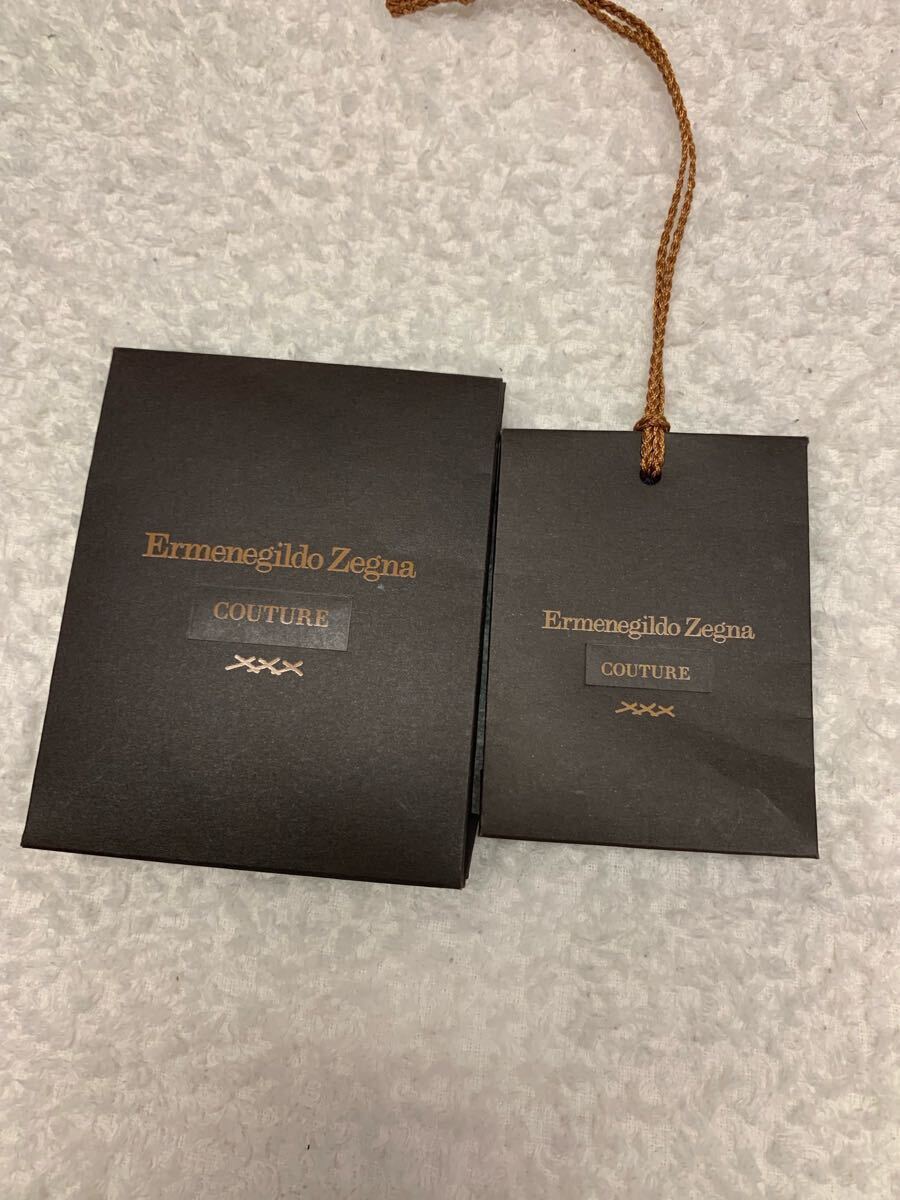 Ermenegildo Zegna
COUTURE
XXX
Ermenegildo Zegna
COUTURE
XXX